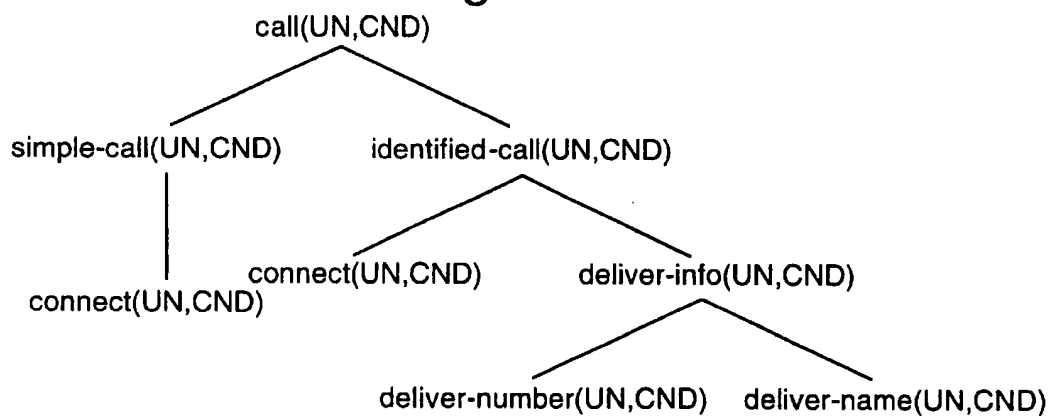 call(UN,CND)
simple-call(UN,CND) identified-call(UN,CND)
connect(UN,CND) deliver-info(UN,CND)
connect(UN,CND)
deliver-number(UN,CND) deliver-name(UN,CND)